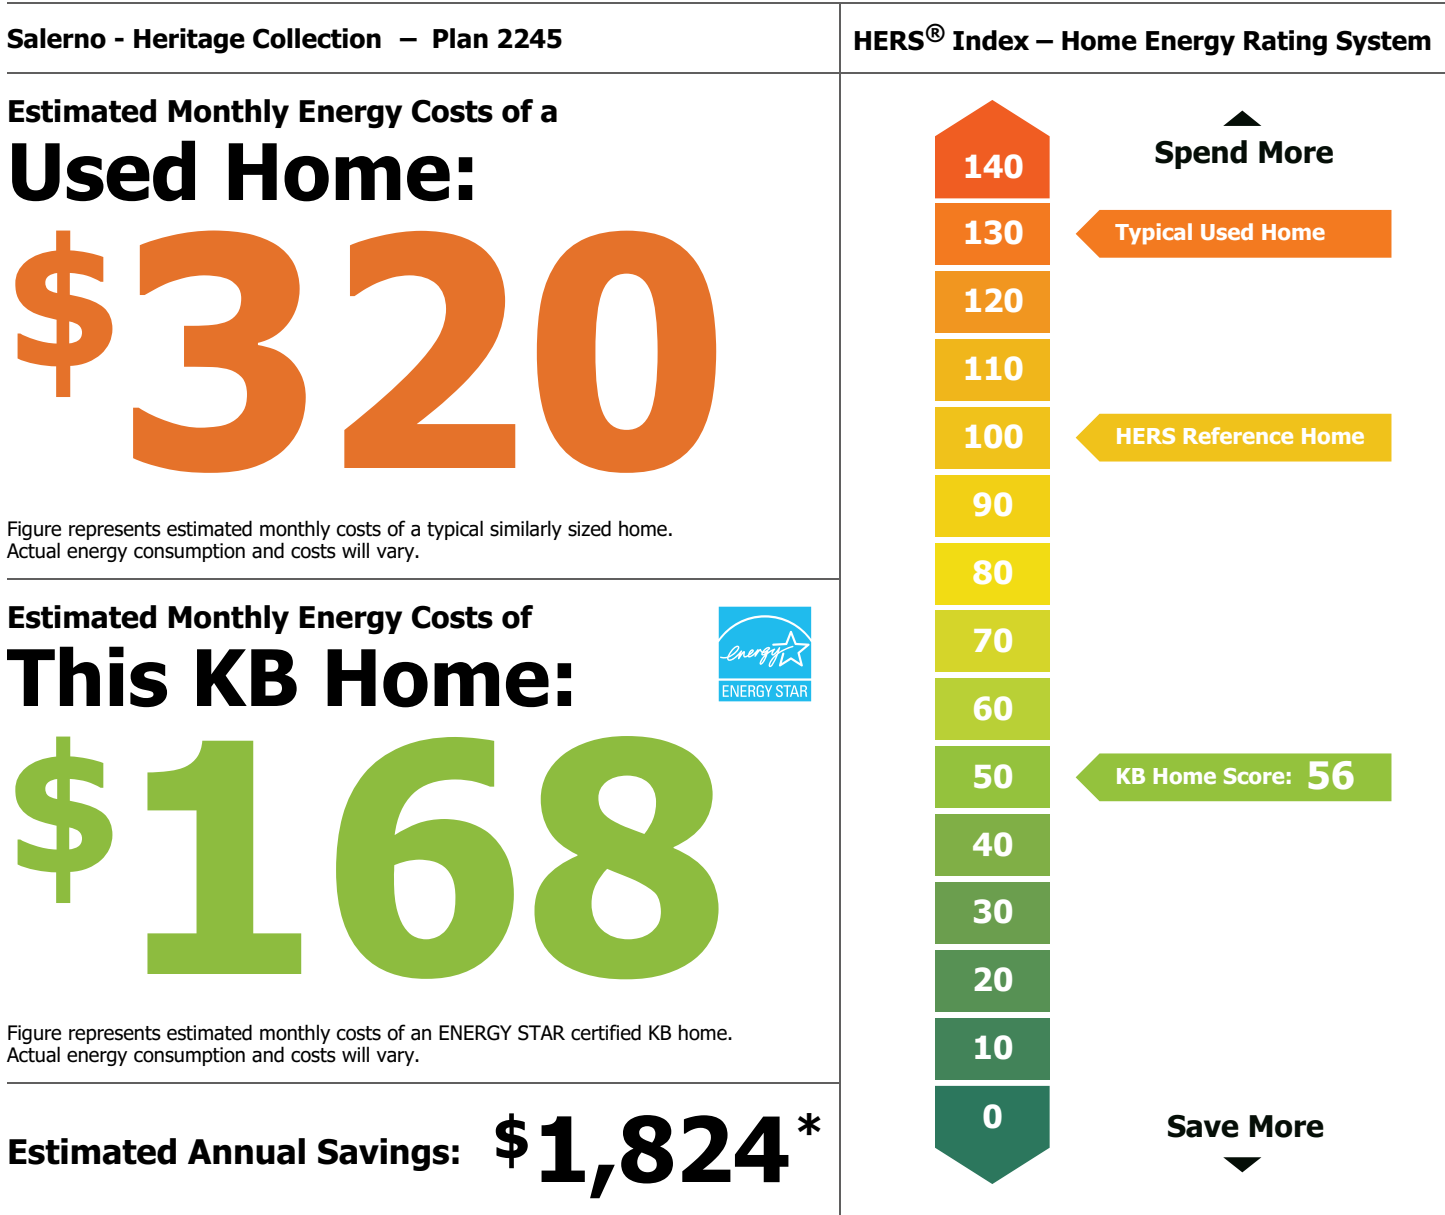 Salerno - Heritage Collection – Plan 2245
Estimated Monthly Energy Costs of a
Used Home:
$320
Figure represents estimated monthly costs of a typical similarly sized home.
Actual energy consumption and costs will vary.
Estimated Monthly Energy Costs of
This KB Home:
energy
ENERGY STAR
$168
Figure represents estimated monthly costs of an ENERGY STAR certified KB home.
Actual energy consumption and costs will vary.
Estimated Annual Savings: $1,824*
HERS® Index – Home Energy Rating System
Spend More
140
130 Typical Used Home
120
110
100 HERS Reference Home
90
80
70
60
50 KB Home Score: 56
40
30
20
10
0
Save More